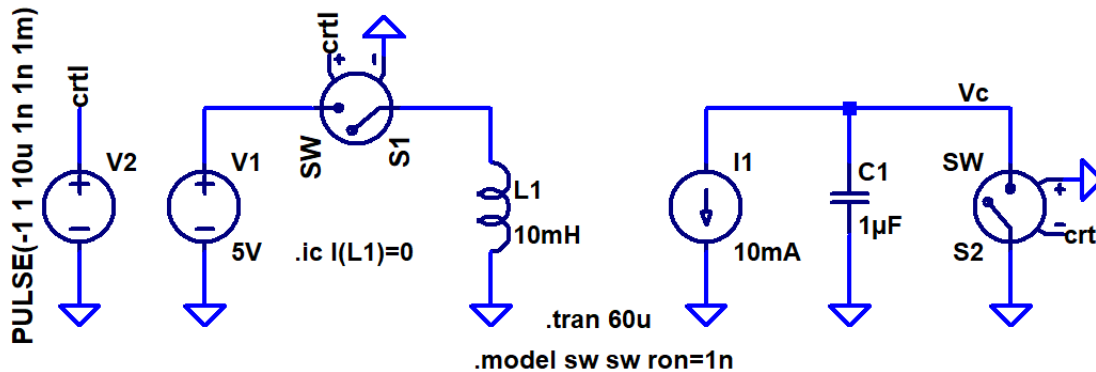 PULSE(-1 1 10u 1n 1n 1m)
crtl
V2
+
−
V1
+
−
5V
crtl
+
-
SW
S1
L1
10mH
.ic I(L1)=0
.tran 60u
.model sw sw ron=1n
I1
10mA
C1
1µF
Vc
SW
+
−
crt
S2